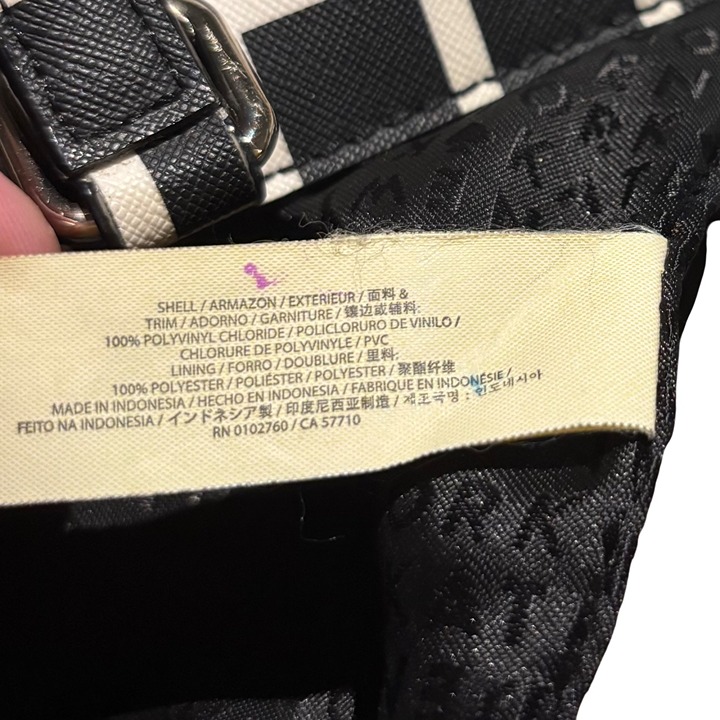 SHELL / ARMAZON / EXTERIEUR / 面料 &
TRIM / ADORNO / GARNITURE / 镶边或辅料:
100% POLYVINYL CHLORIDE / POLICLORURO DE VINILO /
CHLORURE DE POLYVINYLE / PVC
LINING / FORRO / DOUBLURE / 里料:
100% POLYESTER / POLIÉSTER / POLYESTER / 聚酯纤维
MADE IN INDONESIA / HECHO EN INDONESIA / FABRIQUE EN INDONÉSIE /
FEITO NA INDONESIA / インドネシア製 / 印度尼西亚制造 / 제조국명 : 인도네시아
RN 0102760 / CA 57710